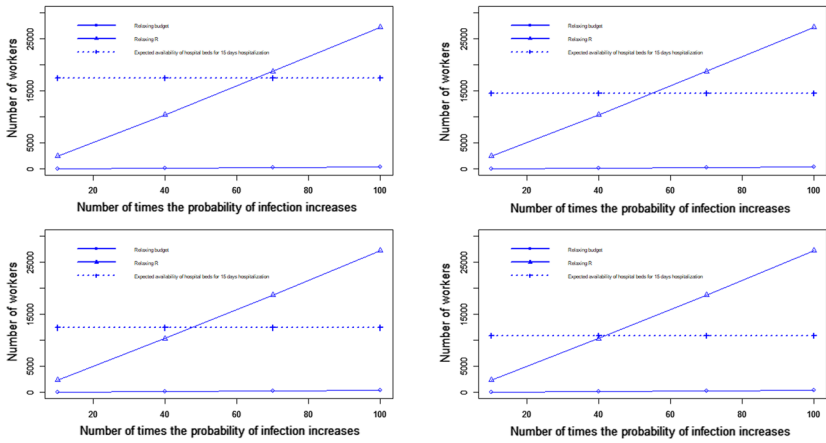 Number of workers
25000
15000
5000
0
Relaxing budget
Relaxing R
Expected availability of hospital beds for 15 days hospitalization
20 40 60 80 100
Number of times the probability of infection increases
Number of workers
25000
15000
5000
0
Relaxing budget
Relaxing R
Expected availability of hospital beds for 15 days hospitalization
20 40 60 80 100
Number of times the probability of infection increases
Number of workers
25000
15000
5000
0
Relaxing budget
Relaxing R
Expected availability of hospital beds for 15 days hospitalization
20 40 60 80 100
Number of times the probability of infection increases
Number of workers
25000
15000
5000
0
Relaxing budget
Relaxing R
Expected availability of hospital beds for 15 days hospitalization
20 40 60 80 100
Number of times the probability of infection increases